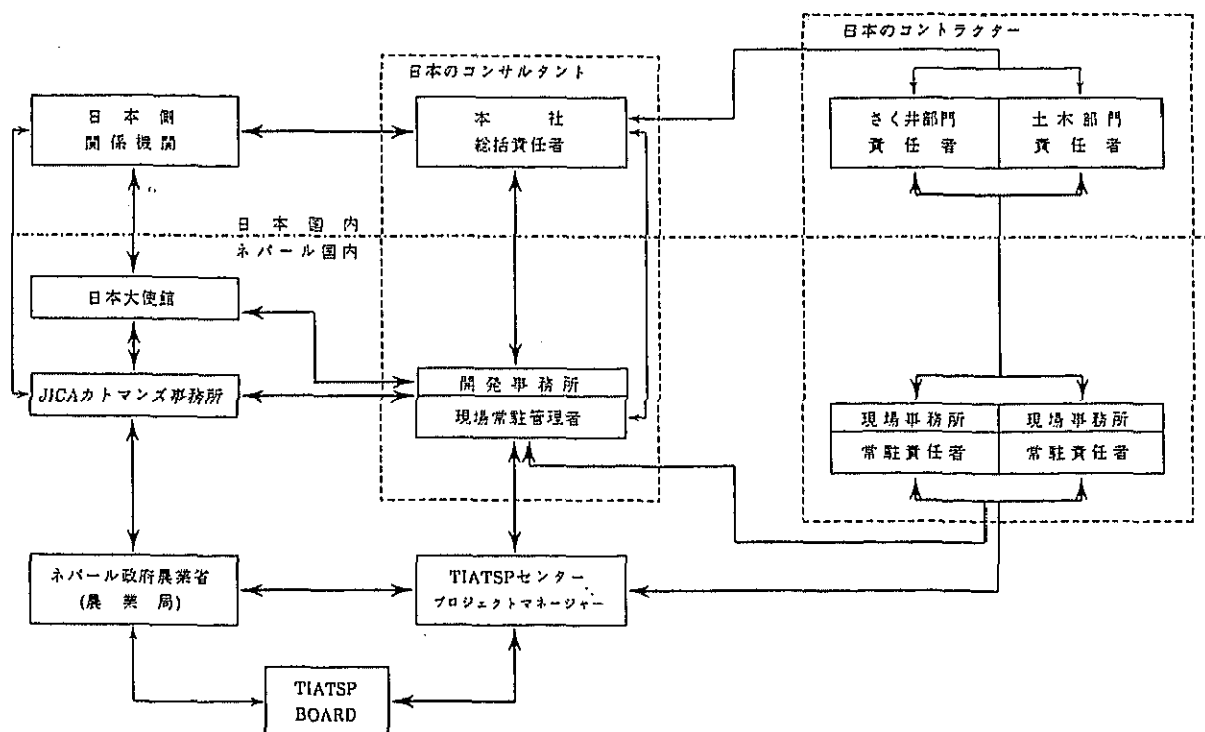 日本のコントラクター
日本のコンサルタント
日本側
関係機関
本社
総括責任者
さく井部門
責任者
土木部門
責任者
日本国内
ネパール国内
日本大使館
JICAカトマンズ事務所
開発事務所
現場常駐管理者
現場事務所
常駐責任者
現場事務所
常駐責任者
ネパール政府農業省
(農業局)
TIATSPセンター
プロジェクトマネージャー
TIATSP
BOARD